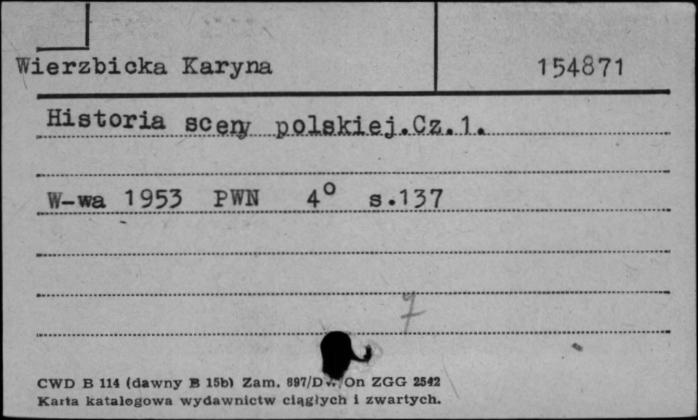 Wierzbicka Karyna
154871
Historia sceny polskiej.Cz.1.
W-wa 1953 PWN 4° s.137
7
CWD B 114 (dawny B 15b) Zam. 897/D On ZGG 2542
Karta katalogowa wydawnictw ciągłych i zwartych.